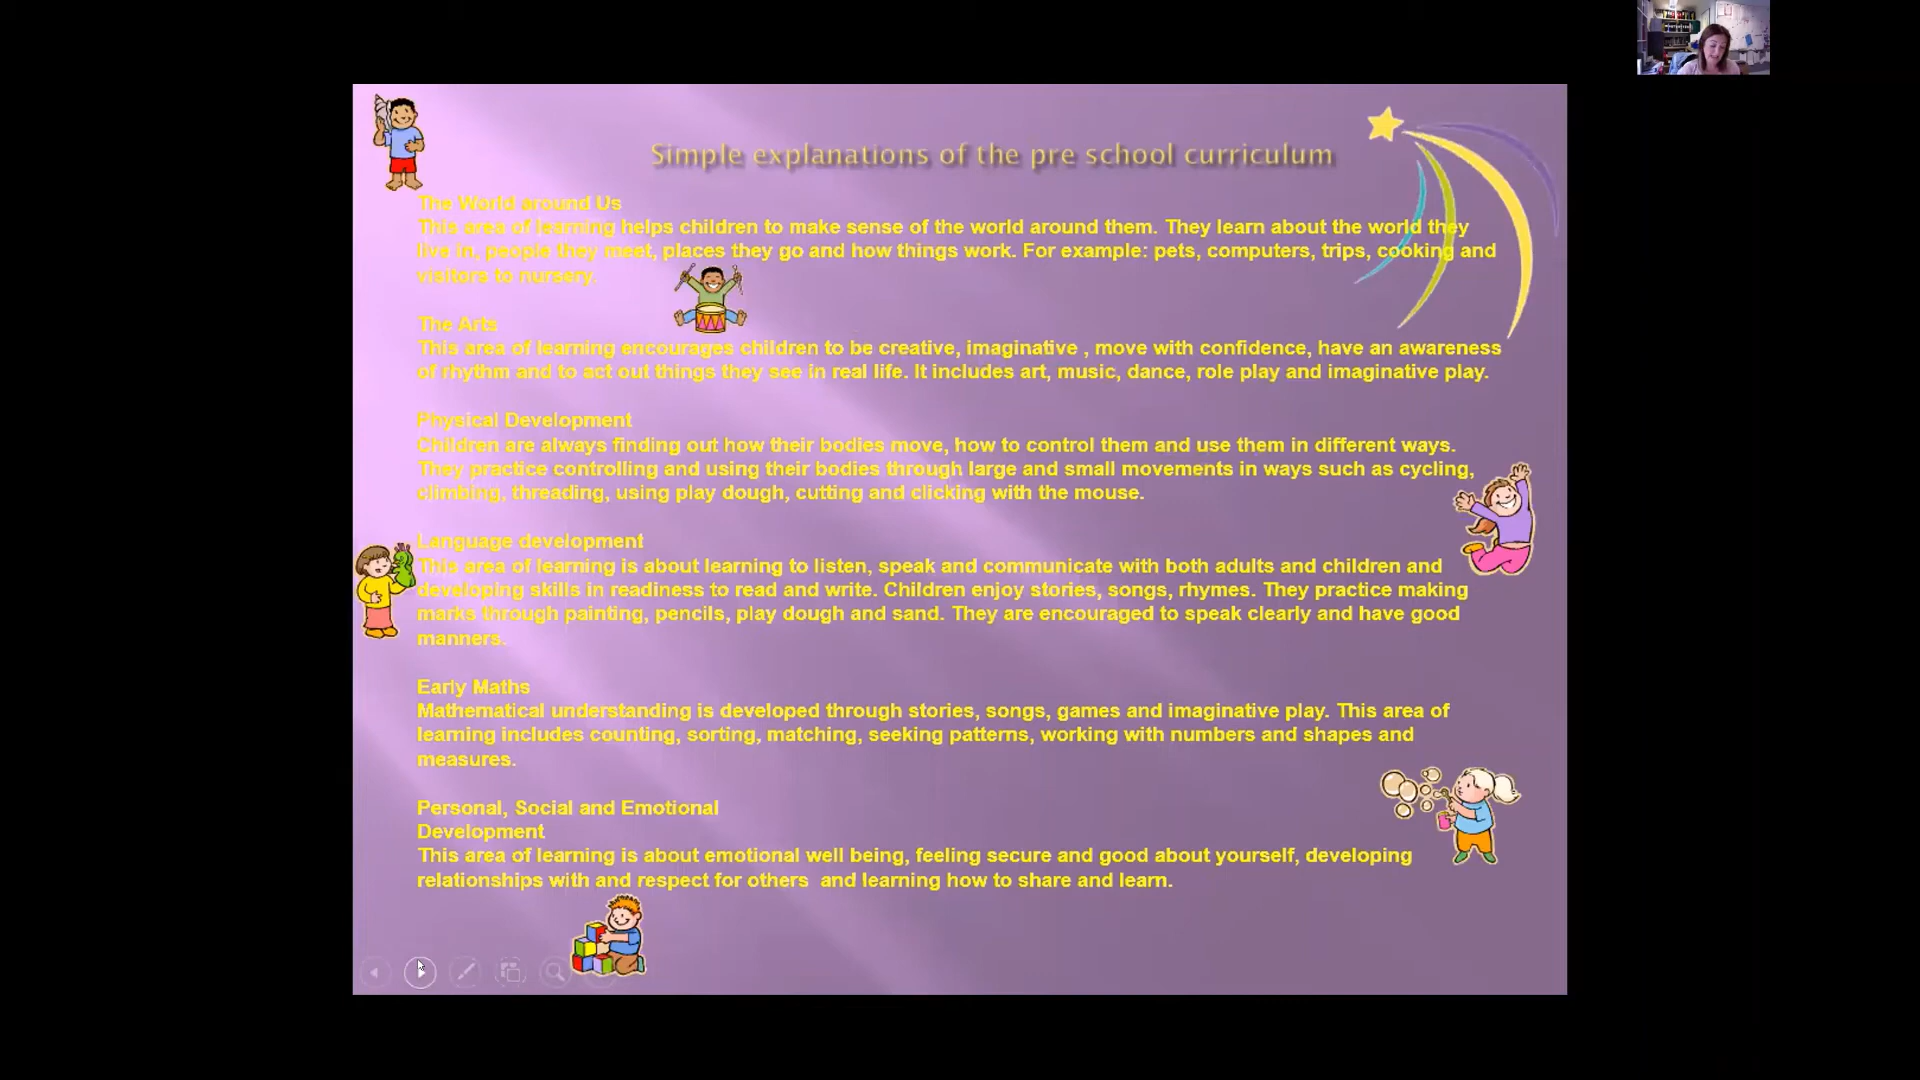 Simple explanations of the pre school curriculum
The World around Us
This area of learning helps children to make sense of the world around them. They learn about the world they
live in, people they meet, places they go and how things work. For example: pets, computers, trips, cooking and
visitors to nursery.
The Arts
This area of learning encourages children to be creative, imaginative , move with confidence, have an awareness
of rhythm and to act out things they see in real life. It includes art, music, dance, role play and imaginative play.
Physical Development
Children are always finding out how their bodies move, how to control them and use them in different ways.
They practice controlling and using their bodies through large and small movements in ways such as cycling,
climbing, threading, using play dough, cutting and clicking with the mouse.
Language development
This area of learning is about learning to listen, speak and communicate with both adults and children and
developing skills in readiness to read and write. Children enjoy stories, songs, rhymes. They practice making
marks through painting, pencils, play dough and sand. They are encouraged to speak clearly and have good
manners.
Early Maths
Mathematical understanding is developed through stories, songs, games and imaginative play. This area of
learning includes counting, sorting, matching, seeking patterns, working with numbers and shapes and
measures.
Personal, Social and Emotional
Development
This area of learning is about emotional well being, feeling secure and good about yourself, developing
relationships with and respect for others  and learning how to share and learn.